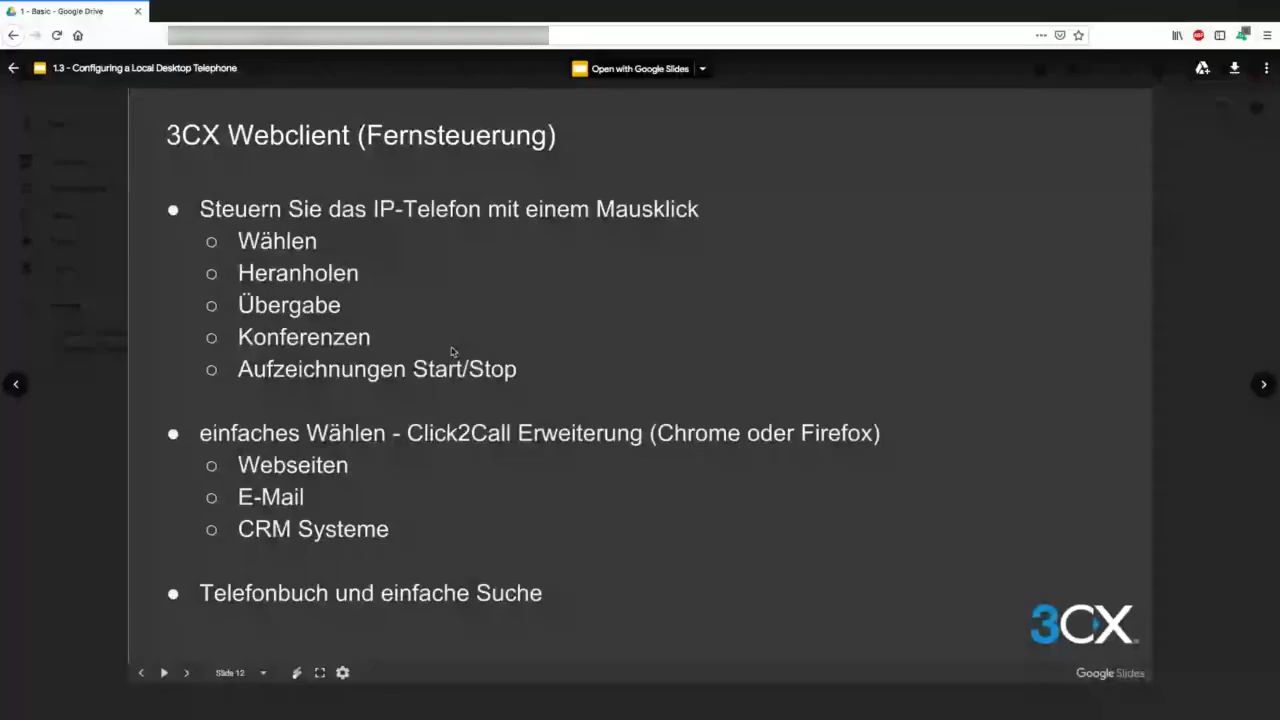 1 - Basic - Google Drive
1.3 - Configuring a Local Desktop Telephone
Open with Google Slides
3CX Webclient (Fernsteuerung)
Steuern Sie das IP-Telefon mit einem Mausklick
Wählen
Heranholen
Übergabe
Konferenzen
Aufzeichnungen Start/Stop
einfaches Wählen - Click2Call Erweiterung (Chrome oder Firefox)
Webseiten
E-Mail
CRM Systeme
Telefonbuch und einfache Suche
3CX
Slide 12
Google Slides